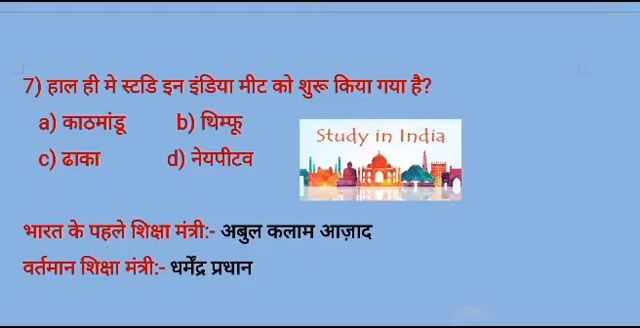 7) हाल ही मे स्टडि इन इंडिया मीट को शुरू किया गया है?
a) काठमांडू b) थिम्फू
c) ढाका d) नेयपीटव
Study in India
भारत के पहले शिक्षा मंत्री:- अबुल कलाम आज़ाद
वर्तमान शिक्षा मंत्री:- धर्मेंद्र प्रधान